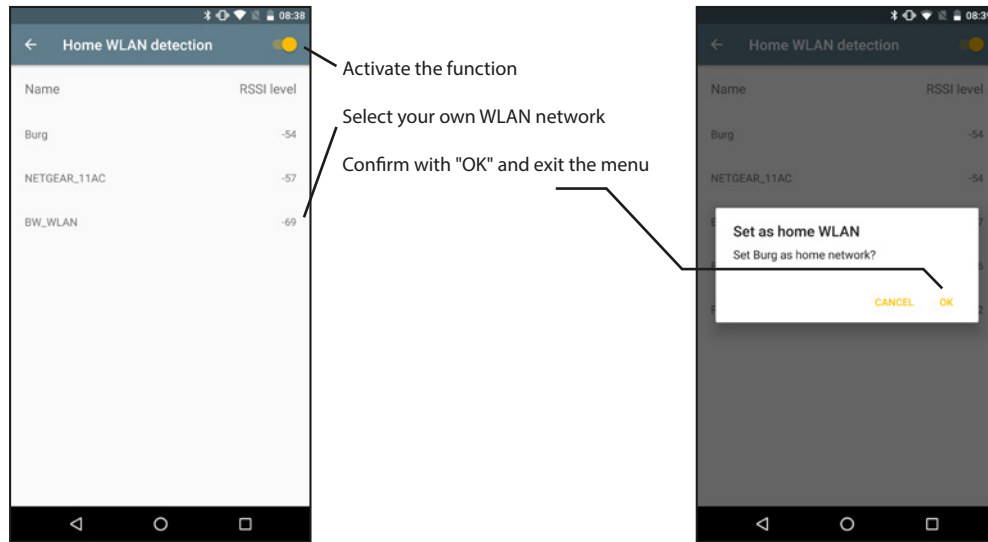 08:38
Home WLAN detection
Name RSSI level
Burg -54
NETGEAR_11AC -57
BW_WLAN -69
Activate the function
Select your own WLAN network
Confirm with "OK" and exit the menu
08:39
Home WLAN detection
Name RSSI level
Burg -54
NETGEAR_11AC -54
Set as home WLAN
Set Burg as home network?
CANCEL OK